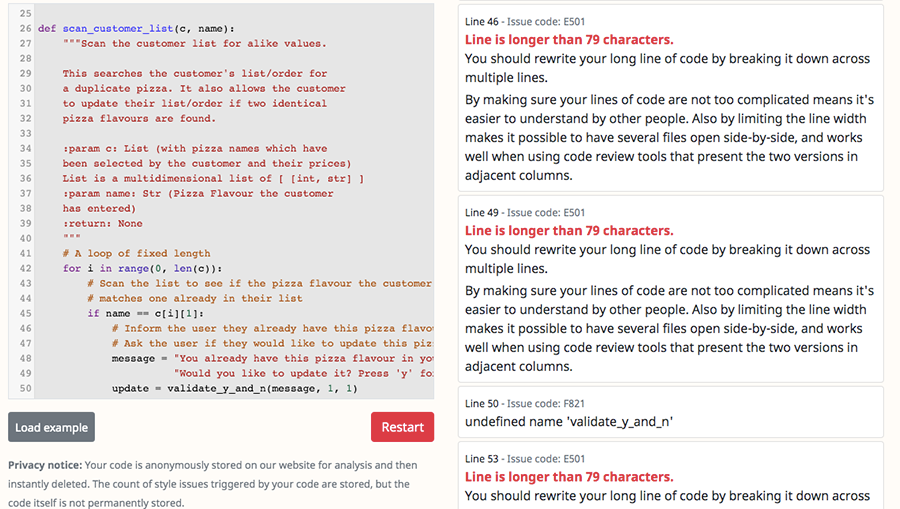 25
26 def scan_customer_list(c, name):
27 """Scan the customer list for alike values.
28
29 This searches the customer's list/order for
30 a duplicate pizza. It also allows the customer
31 to update their list/order if two identical
32 pizza flavours are found.
33
34 :param c: List (with pizza names which have
35 been selected by the customer and their prices)
36 List is a multidimensional list of [ [int, str] ]
37 :param name: Str (Pizza Flavour the customer
38 has entered)
39 :return: None
40 """
41 # A loop of fixed length
42 for i in range(0, len(c)):
43 # Scan the list to see if the pizza flavour the customer
44 # matches one already in their list
45 if name == c[i][1]:
46 # Inform the user they already have this pizza flavo
47 # Ask the user if they would like to update this piz
48 message = "You already have this pizza flavour in yo
49 "Would you like to update it? Press 'y' fo
50 update = validate_y_and_n(message, 1, 1)
Load example
Restart
Privacy notice: Your code is anonymously stored on our website for analysis and then
instantly deleted. The count of style issues triggered by your code are stored, but the
code itself is not permanently stored.
Line 46 - Issue code: E501
Line is longer than 79 characters.
You should rewrite your long line of code by breaking it down across
multiple lines.
By making sure your lines of code are not too complicated means it's
easier to understand by other people. Also by limiting the line width
makes it possible to have several files open side-by-side, and works
well when using code review tools that present the two versions in
adjacent columns.
Line 49 - Issue code: E501
Line is longer than 79 characters.
You should rewrite your long line of code by breaking it down across
multiple lines.
By making sure your lines of code are not too complicated means it's
easier to understand by other people. Also by limiting the line width
makes it possible to have several files open side-by-side, and works
well when using code review tools that present the two versions in
adjacent columns.
Line 50 - Issue code: F821
undefined name 'validate_y_and_n'
Line 53 - Issue code: E501
Line is longer than 79 characters.
You should rewrite your long line of code by breaking it down across